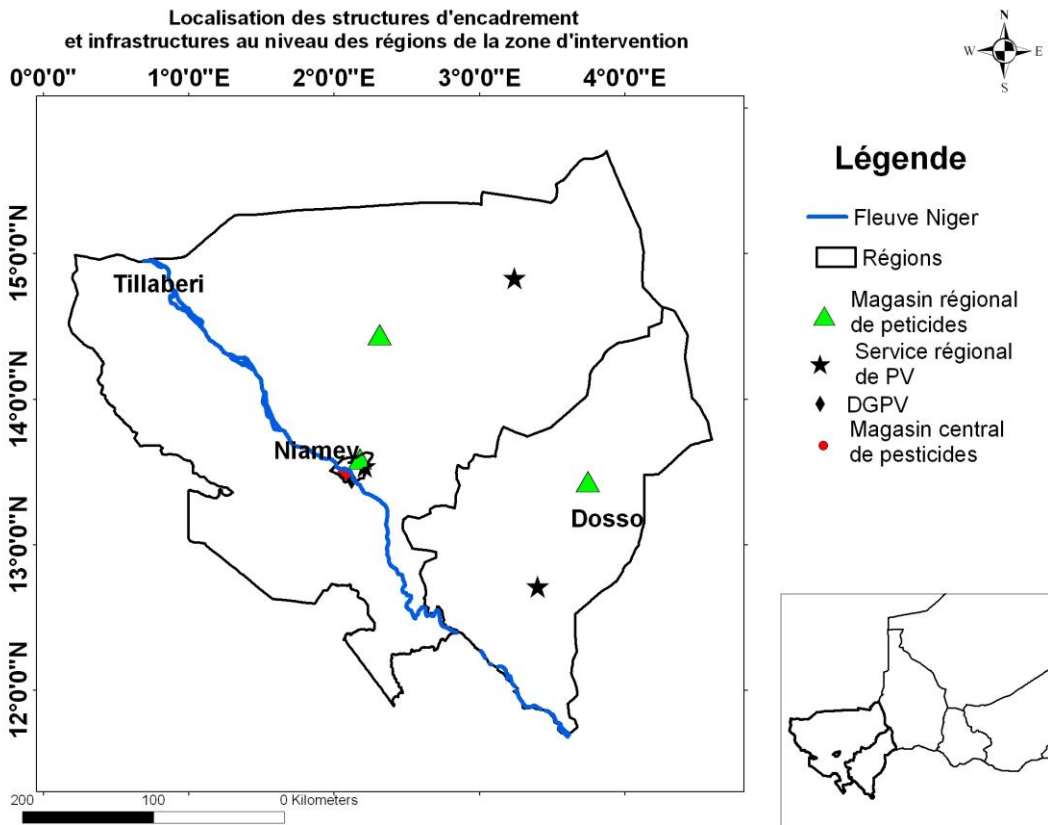 Localisation des structures d'encadrement
et infrastructures au niveau des régions de la zone d'intervention
N
W E
S
0°0'0" 1°0'0"E 2°0'0"E 3°0'0"E 4°0'0"E
15°0'0"N
14°0'0"N
13°0'0"N
12°0'0"N
Tillaberi
Niamey
Dosso
200 100 0 Kilometers
Légende
Fleuve Niger
Régions
Magasin régional
de peticides
Service régional
de PV
DGPV
Magasin central
de pesticides